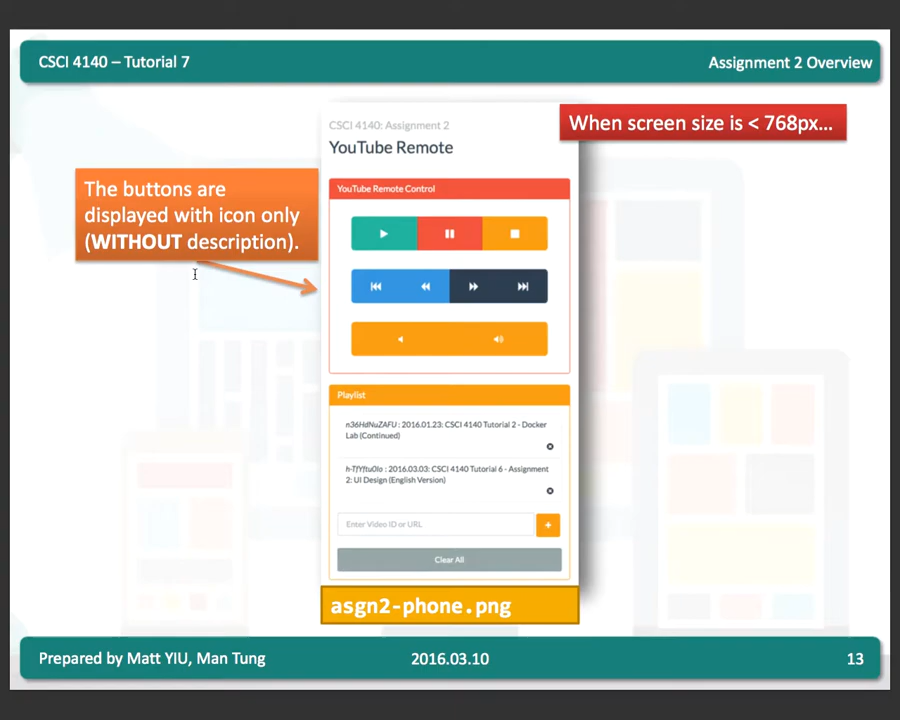 CSCI 4140 – Tutorial 7
Assignment 2 Overview
CSCI 4140: Assignment 2
YouTube Remote
When screen size is < 768px...
The buttons are
displayed with icon only
(WITHOUT description).
YouTube Remote Control
Playlist
n36HdNuZAFU : 2016.01.23: CSCI 4140 Tutorial 2 - Docker
Lab (Continued)
h-TfYftu0Io : 2016.03.03: CSCI 4140 Tutorial 6 - Assignment
2: UI Design (English Version)
Enter Video ID or URL
Clear All
asgn2-phone.png
Prepared by Matt YIU, Man Tung
2016.03.10
13